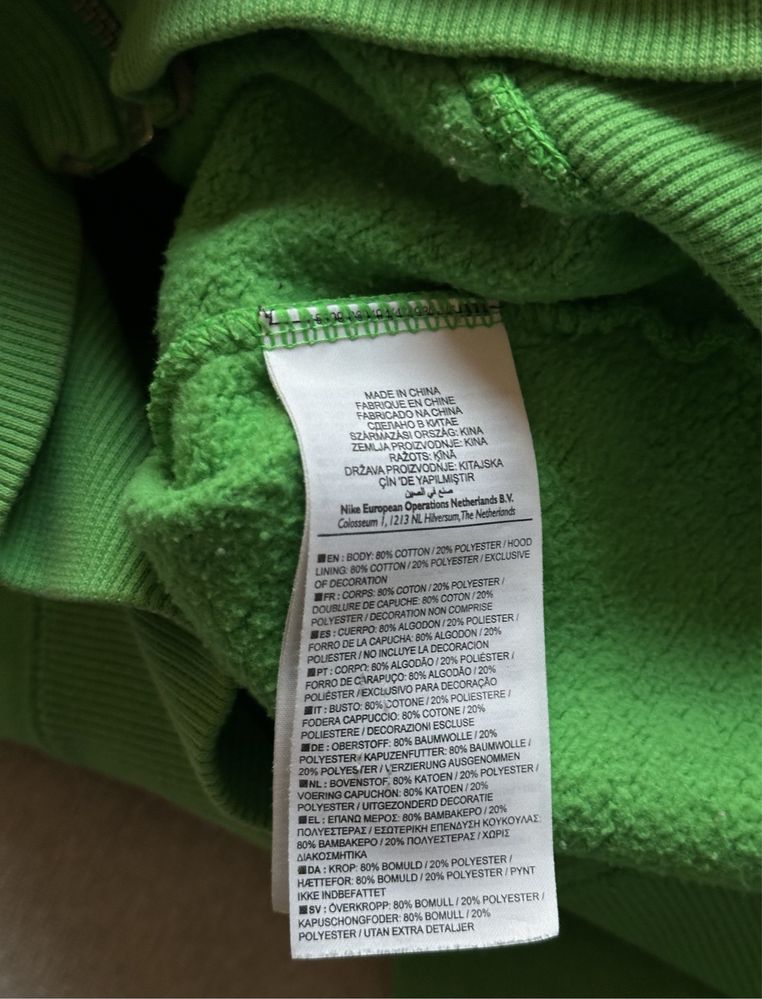 MADE IN CHINA
FABRIQUE EN CHINE
FABRICADO NA CHINA
СДЕЛАНО В КИТАЕ
SZÁRMAZÁSI ORSZÁG: KINA
ZEMLJA PROIZVODNJE: KINA
RAŽOTS: ĶĪNĀ
DRŽAVA PROIZVODNJE: KITAJSKA
ÇİN 'DE YAPILMIŞTIR
صنع في الصين
Nike European Operations Netherlands B.V.
Colosseum 1, 1213 NL Hilversum, The Netherlands
EN : BODY: 80% COTTON / 20% POLYESTER / HOOD
LINING: 80% COTTON / 20% POLYESTER / EXCLUSIVE
OF DECORATION
FR : CORPS: 80% COTON / 20% POLYESTER /
DOUBLURE DE CAPUCHE: 80% COTON / 20%
POLYESTER / DECORATION NON COMPRISE
ES : CUERPO: 80% ALGODON / 20% POLIESTER /
FORRO DE LA CAPUCHA: 80% ALGODON / 20%
POLIESTER / NO INCLUYE LA DECORACION
PT : CORPO: 80% ALGODÃO / 20% POLIÉSTER /
FORRO DE CARAPUÇO: 80% ALGODÃO / 20%
POLIÉSTER / EXCLUSIVO PARA DECORAÇÃO
IT : BUSTO: 80% COTONE / 20% POLIESTERE /
FODERA CAPPUCCIO: 80% COTONE / 20%
POLIESTERE / DECORAZIONI ESCLUSE
DE : OBERSTOFF: 80% BAUMWOLLE / 20%
POLYESTER / KAPUZENFUTTER: 80% BAUMWOLLE /
20% POLYESTER / VERZIERUNG AUSGENOMMEN
NL : BOVENSTOF: 80% KATOEN / 20% POLYESTER /
VOERING CAPUCHON: 80% KATOEN / 20%
POLYESTER / UITGEZONDERD DECORATIE
EL : ΕΠΑΝΩ ΜΕΡΟΣ: 80% ΒΑΜΒΑΚΕΡΟ / 20%
ΠΟΛΥΕΣΤΕΡΑΣ / ΕΣΩΤΕΡΙΚΗ ΕΠΕΝΔΥΣΗ ΚΟΥΚΟΥΛΑΣ:
80% ΒΑΜΒΑΚΕΡΟ / 20% ΠΟΛΥΕΣΤΕΡΑΣ / ΧΩΡΙΣ
ΔΙΑΚΟΣΜΗΤΙΚΑ
DA : KROP: 80% BOMULD / 20% POLYESTER /
HÆTTEFOR: 80% BOMULD / 20% POLYESTER / PYNT
IKKE INDBEFATTET
SV : ÖVERKROPP: 80% BOMULL / 20% POLYESTER /
KAPUSCHONGFODER: 80% BOMULL / 20%
POLYESTER / UTAN EXTRA DETALJER